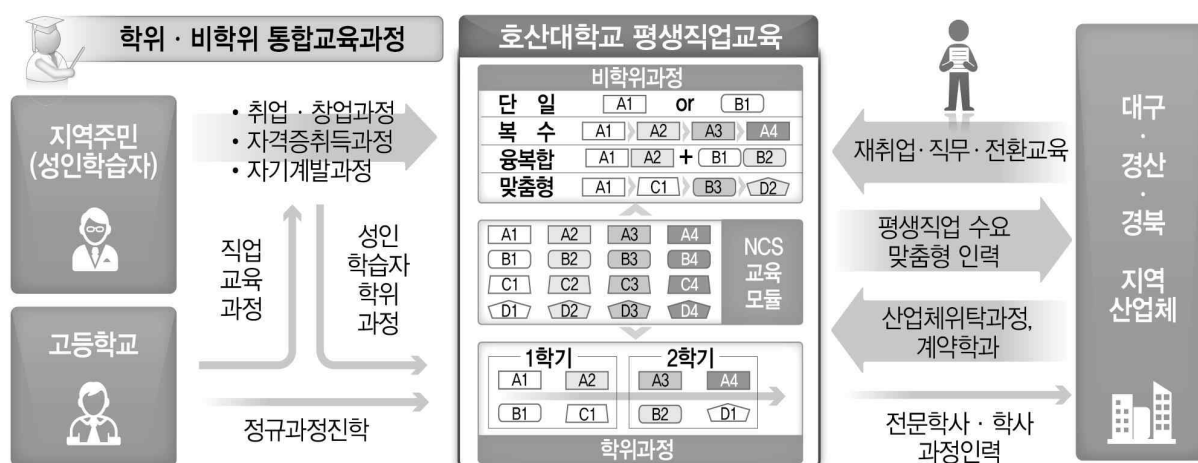 학위 · 비학위 통합교육과정
지역주민
(성인학습자)
고등학교
• 취업 · 창업과정
• 자격증취득과정
• 자기계발과정
직업
교육
과정
성인
학습자
학위
과정
정규과정진학
호산대학교 평생직업교육
비학위과정
단 일 A1 or B1
복 수 A1 A2 A3 A4
융복합 A1 A2 + B1 B2
맞춤형 A1 C1 B3 D2
A1 A2 A3 A4
B1 B2 B3 B4
C1 C2 C3 C4
D1 D2 D3 D4
NCS
교육
모듈
1학기 2학기
A1 A2 A3 A4
B1 C1 B2 D1
학위과정
재취업·직무·전환교육
평생직업 수요
맞춤형 인력
산업체위탁과정,
계약학과
전문학사 · 학사
과정인력
대구
·
경산
·
경북
지역
산업체